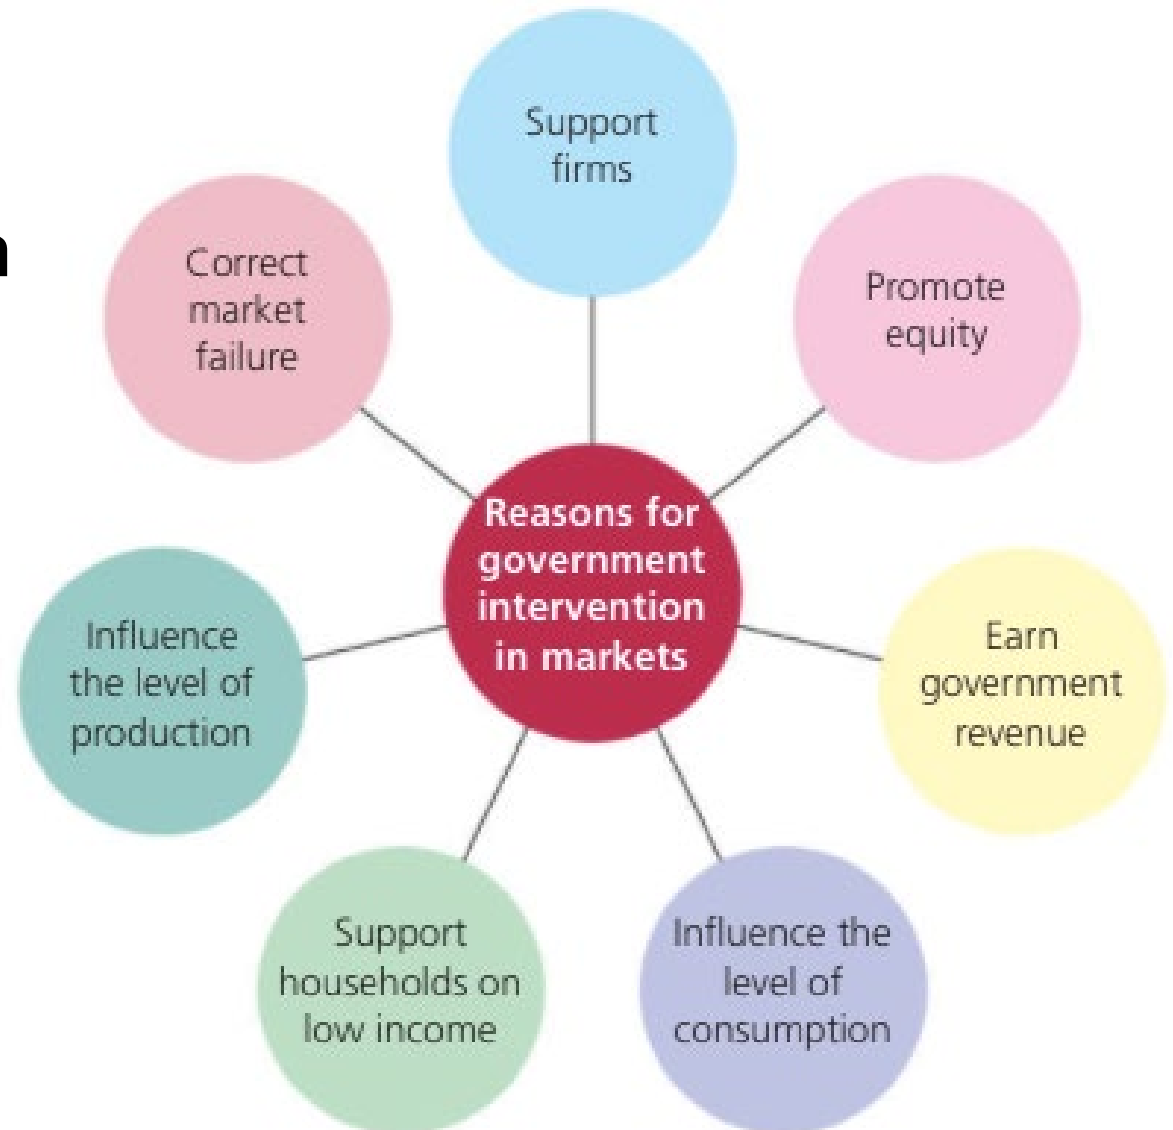 Support
firms
Promote
equity
Earn
government
revenue
Influence the
level of
consumption
Support
households on
low income
Influence
the level of
production
Correct
market
failure
Reasons for
government
intervention
in markets